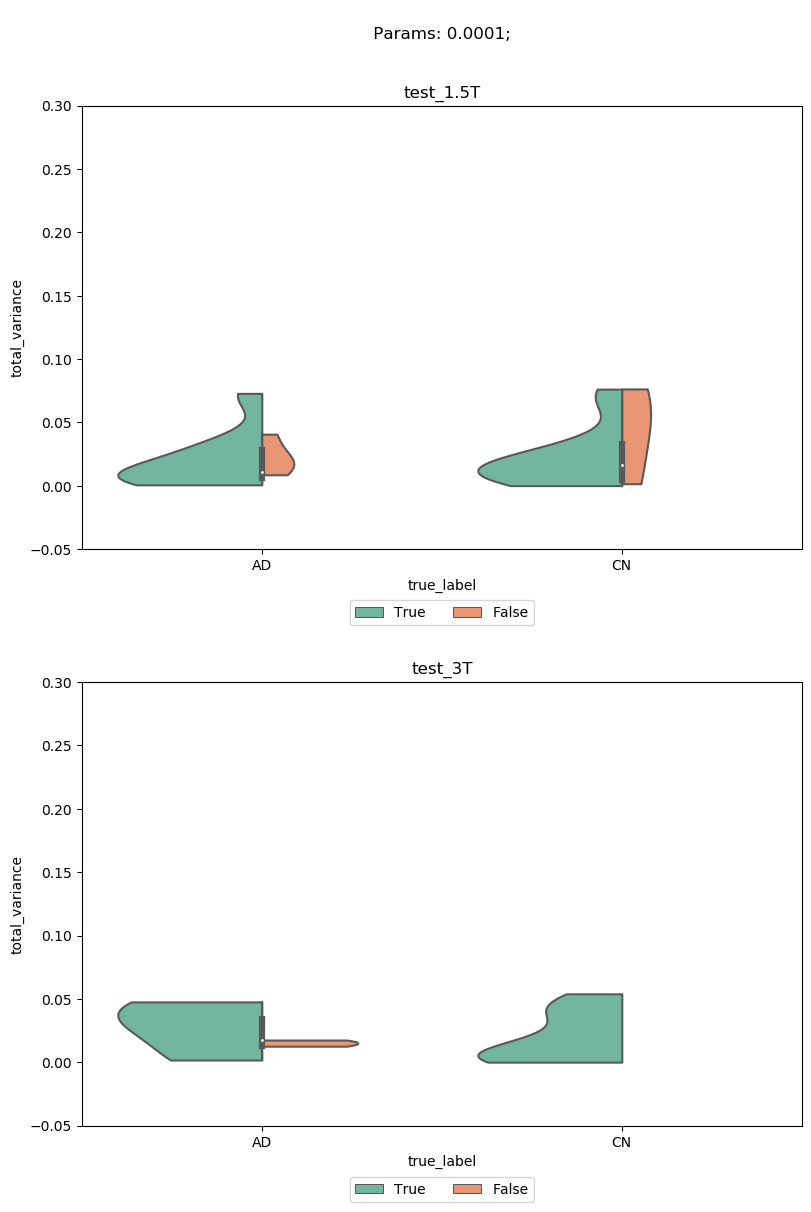 Params: 0.0001;
test_1.5T
0.30
0.25
0.20
0.15
0.10
0.05
0.00
−0.05
total_variance
AD CN
true_label
True False
test_3T
0.30
0.25
0.20
0.15
0.10
0.05
0.00
−0.05
total_variance
AD CN
true_label
True False